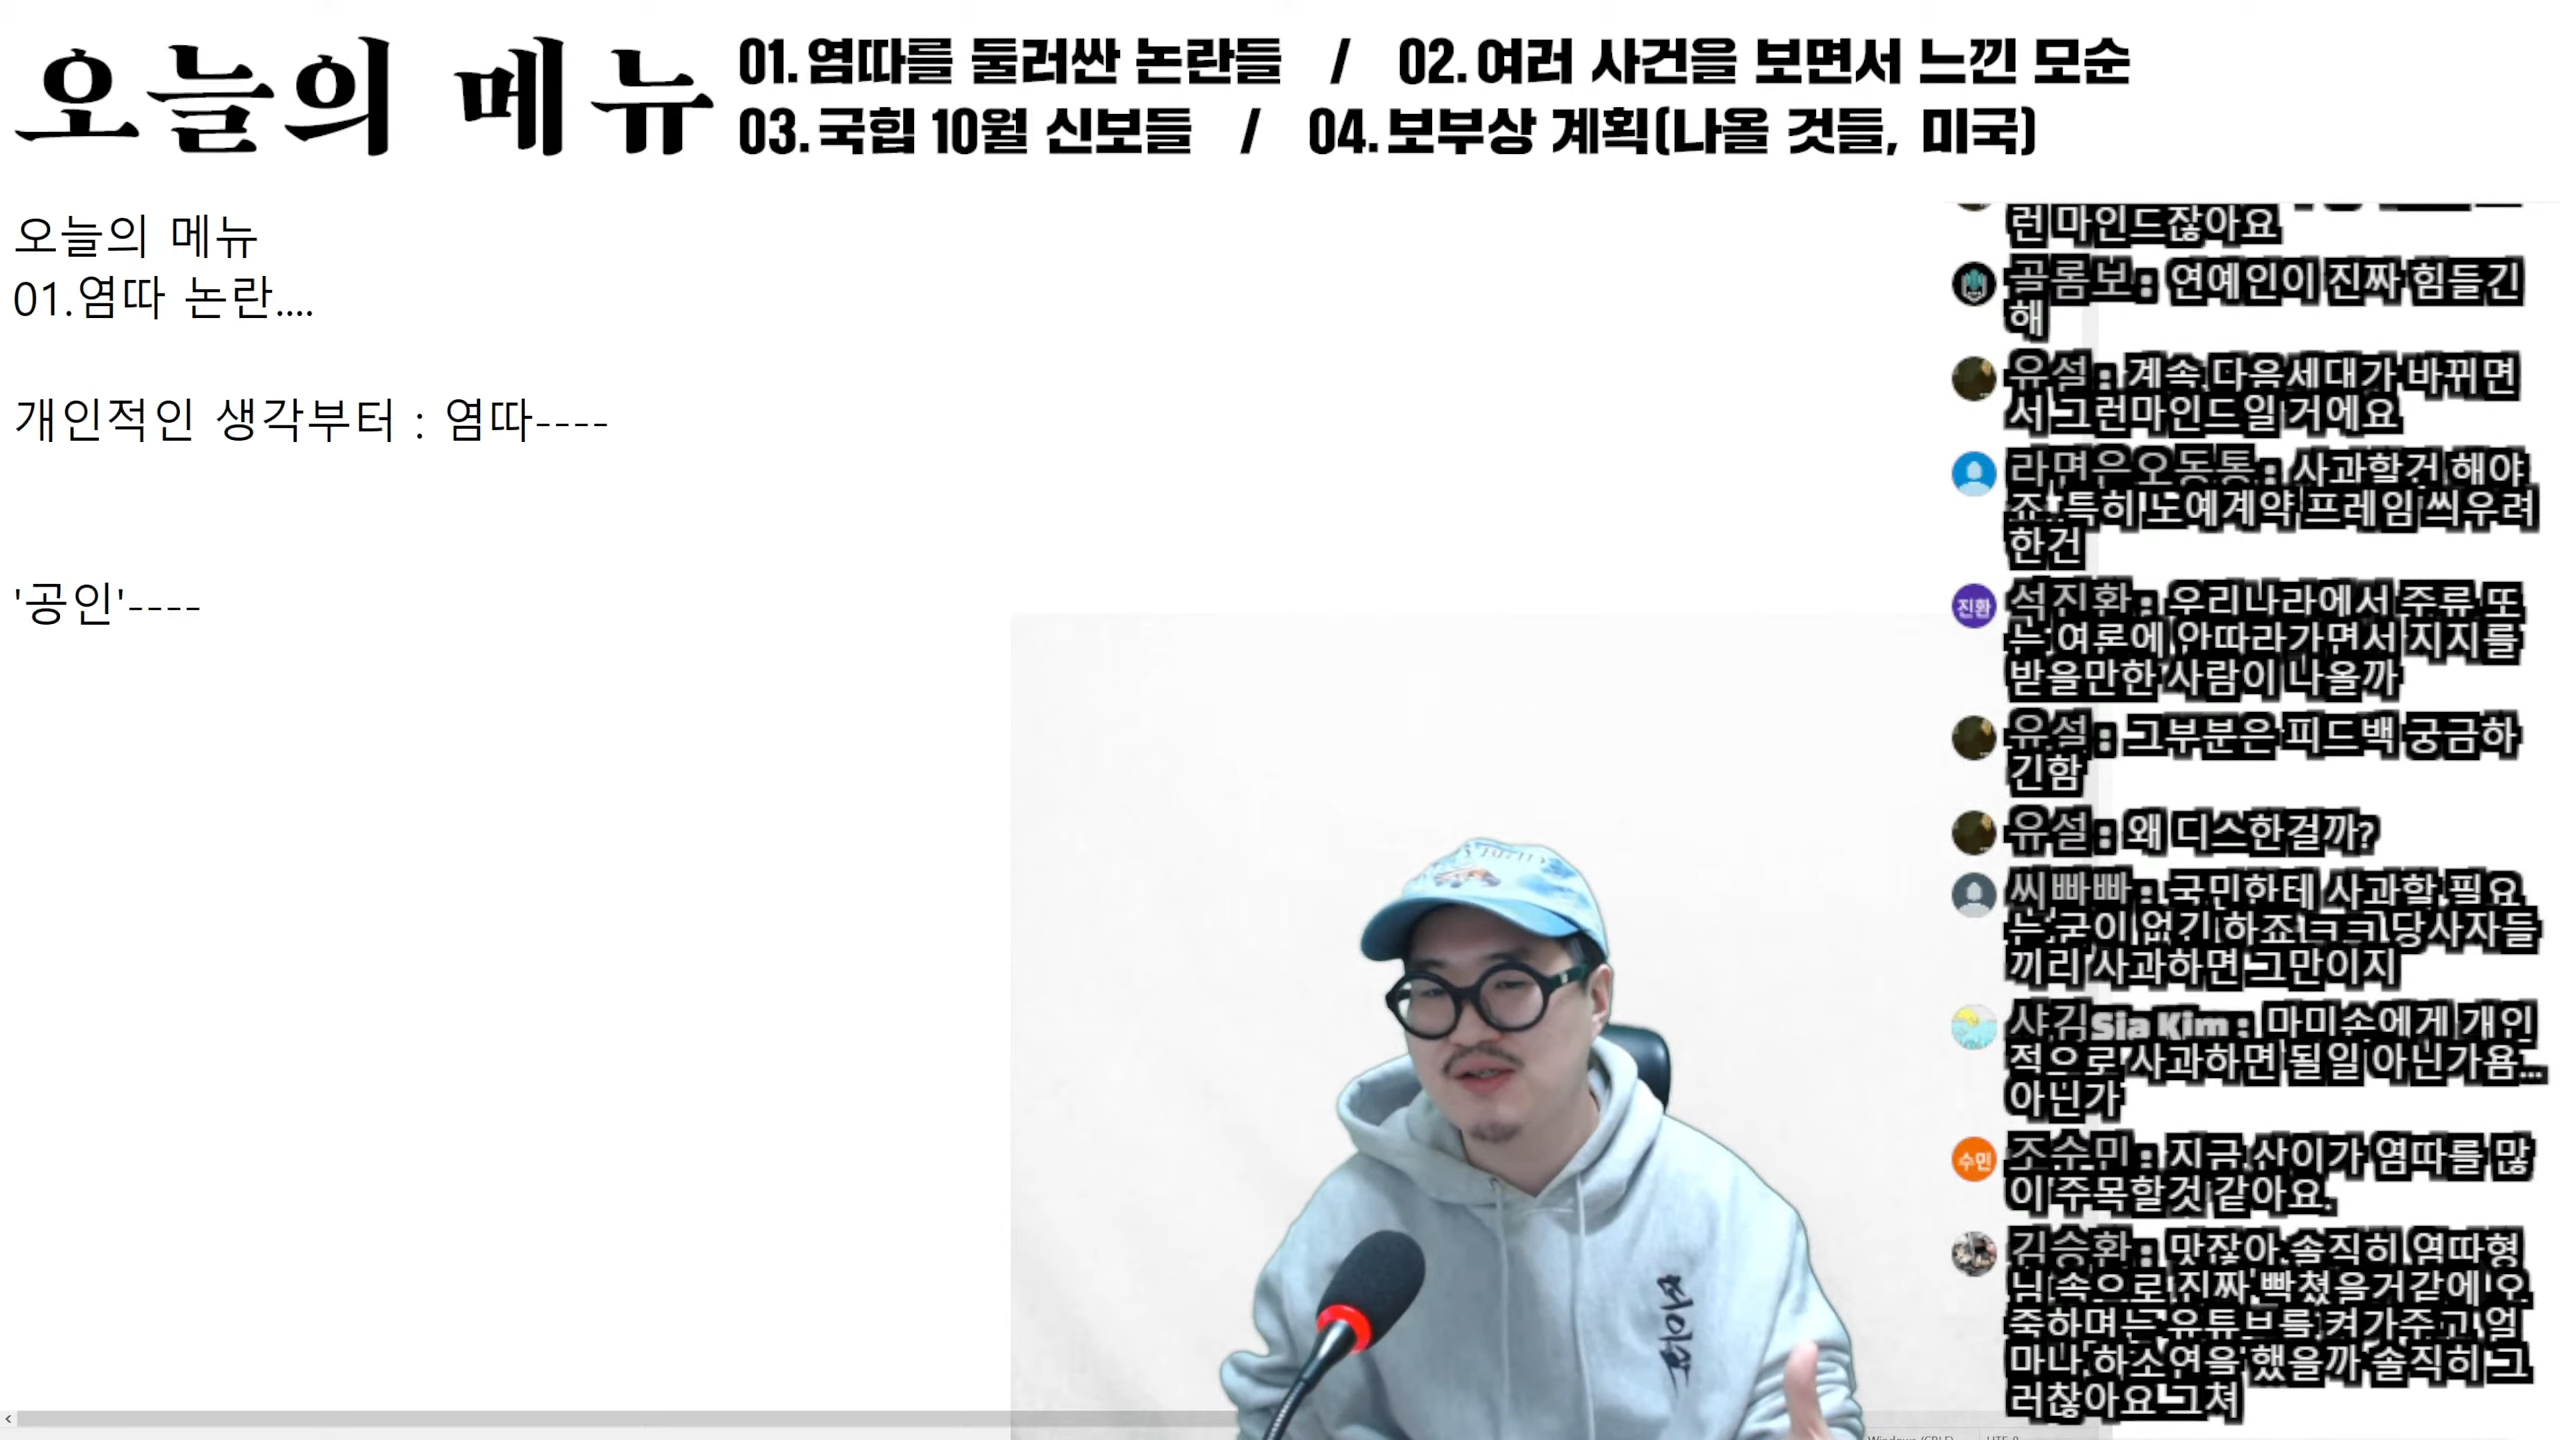 오늘의 메뉴
01. 염따를 둘러싼 논란들 / 02. 여러 사건을 보면서 느낀 모순
03. 국힙 10월 신보들 / 04. 보부상 계획(나올 것들, 미국)
오늘의 메뉴
01.염따 논란....
개인적인 생각부터 : 염따----
'공인'----
런 마인드잖아요
골롬보 : 연예인이 진짜 힘들긴
해
유설 : 계속 다음세대가 바뀌면
서 그런마인드일 거에요
라면은오동통 : 사과할건 해야
죠 특히 노예계약 프레임 씌우려
한건
진환
석진환 : 우리나라에서 주류 또
는 여론에 안따라가면서 지지를
받을만한 사람이 나올까
유설 : 그부분은 피드백 궁금하
긴함
유설 : 왜 디스한걸까?
씨빠빠 : 국민한테 사과할 필요
는 굳이 없기 하죠 ㅋㅋ 당사자들
끼리 사과하면 그만이지
샤김Sia Kim : 마미손에게 개인
적으로 사과하면 될일 아닌가욤...
아닌가
수민
조수민 : 지금 산이가 염따를 많
이 주목할것 같아요.
김승환 : 맞잖아 솔직히 염따형
님 속으로 진짜 빡쳤을거같에 오
죽하며는 유튜브를 켜가주고 얼
마나 하소연을 했을까 솔직히 그
러찮아요 그쳐